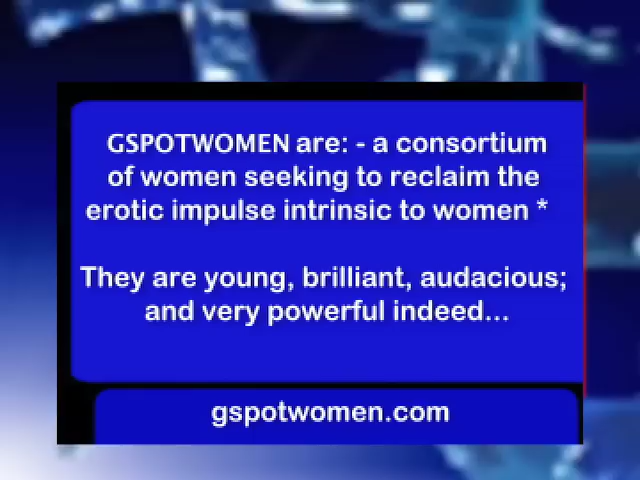 GSPOTWOMEN are: - a consortium
of women seeking to reclaim the
erotic impulse intrinsic to women *
They are young, brilliant, audacious;
and very powerful indeed...
gspotwomen.com